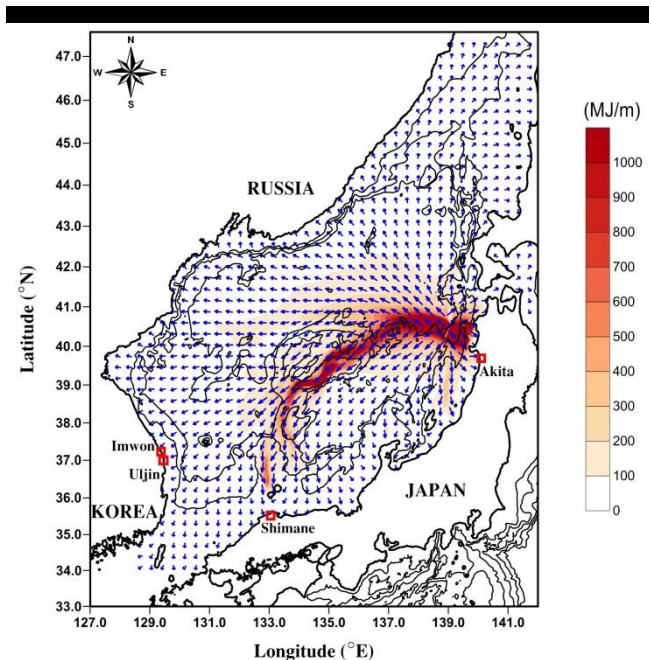 47.0
46.0
45.0
44.0
43.0
42.0
41.0
40.0
39.0
38.0
37.0
36.0
35.0
34.0
33.0
Latitude (°N)
N
W E
S
RUSSIA
Akita
Imwon
Uljin
KOREA
JAPAN
Shimane
127.0 129.0 131.0 133.0 135.0 137.0 139.0 141.0
Longitude (°E)
(MJ/m)
1000
900
800
700
600
500
400
300
200
100
0